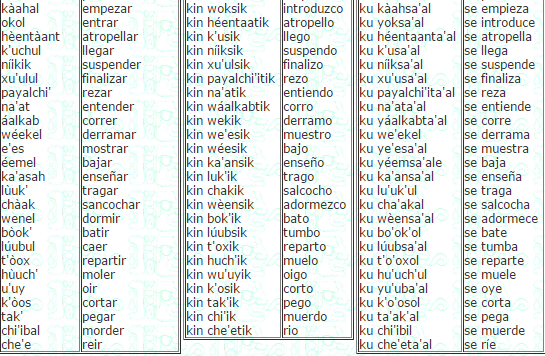 kàahal empezar kin woksik introduzco ku kàahsa'al se empieza
okol entrar kin héentaatik atropello ku yoksa'al se introduce
hèentàant atropellar kin k'usik llego ku héentaanta'al se atropella
k'uchul llegar kin níiksik suspendo ku k'usa'al se llega
níikik suspender kin xu'ulsik finalizo ku níiksa'al se suspende
xu'ulul finalizar kin payalchi'itik rezo ku xu'usa'al se finaliza
payalchi' rezar kin na'atik entiendo ku payalchi'ita'al se reza
na'at entender kin wáalkabtik corro ku na'ata'al se entiende
áalkab correr kin wekik derramo ku yáalkabta'al se corre
wéekel derramar kin we'esik muestro ku we'ekel se derrama
e'es mostrar kin wéesik bajo ku ye'esa'al se muestra
éemel bajar kin ka'ansik enseño ku yéemsa'ale se baja
ka'asah enseñar kin luk'ik trago ku ka'ansa'al se enseña
lùuk' tragar kin chakik salcocho ku lu'uk'ul se traga
chàak sancochar kin wèensik adormezco ku cha'akal se salcocha
wenel dormir kin bok'ik bato ku wèensa'al se adormece
bòok' batir kin lúubsik tumbo ku bo'ok'ol se bate
lúubul caer kin t'oxik reparto ku lúubsa'al se tumba
t'òox repartir kin huch'ik muelo ku t'o'oxol se reparte
hùuch' moler kin wu'uyik oigo ku hu'uch'ul se muele
u'uy oir kin k'osik corto ku yu'uba'al se oye
k'òos cortar kin tak'ik pego ku k'o'osol se corta
tak' pegar kin chi'ik muerdo ku ta'ak'al se pega
chi'ibal morder kin che'etik rio ku chi'ibil se muerde
che'e reir ku che'eta'al se ríe